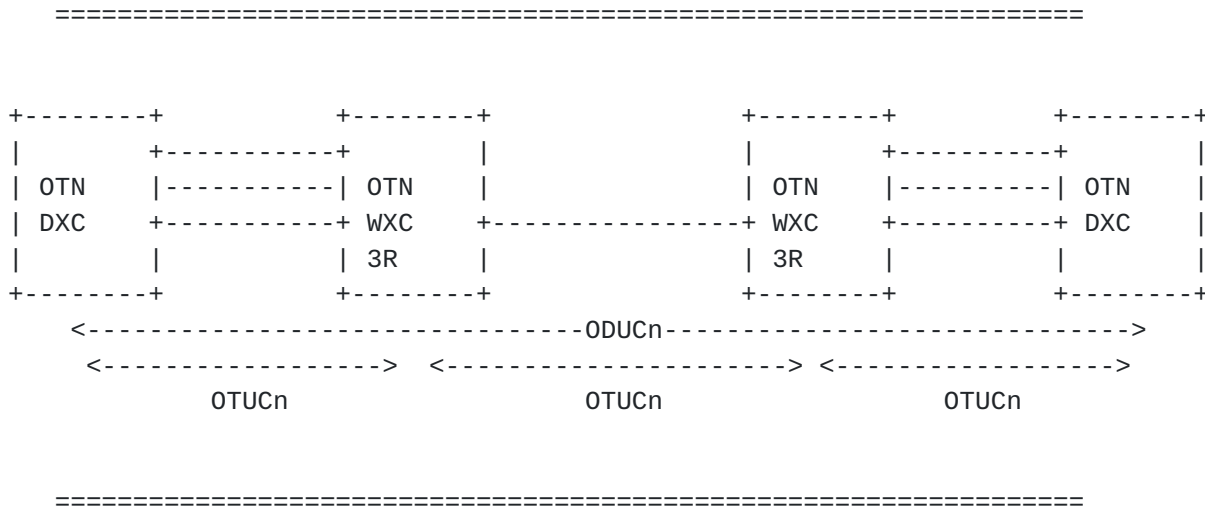 ====================================================================
+--------+           +--------+                +--------+          +--------+
|        +-----------+        |                |        +----------+        |
| OTN    |-----------| OTN    |                | OTN    |----------| OTN    |
| DXC    +-----------+ WXC    +----------------+ WXC    +----------+ DXC    |
|        |           | 3R     |                | 3R     |          |        |
+--------+           +--------+                +--------+          +--------+
<--------------------------------ODUCn------------------------------>
<------------------>  <----------------------> <------------------>
OTUCn                   OTUCn                  OTUCn
====================================================================